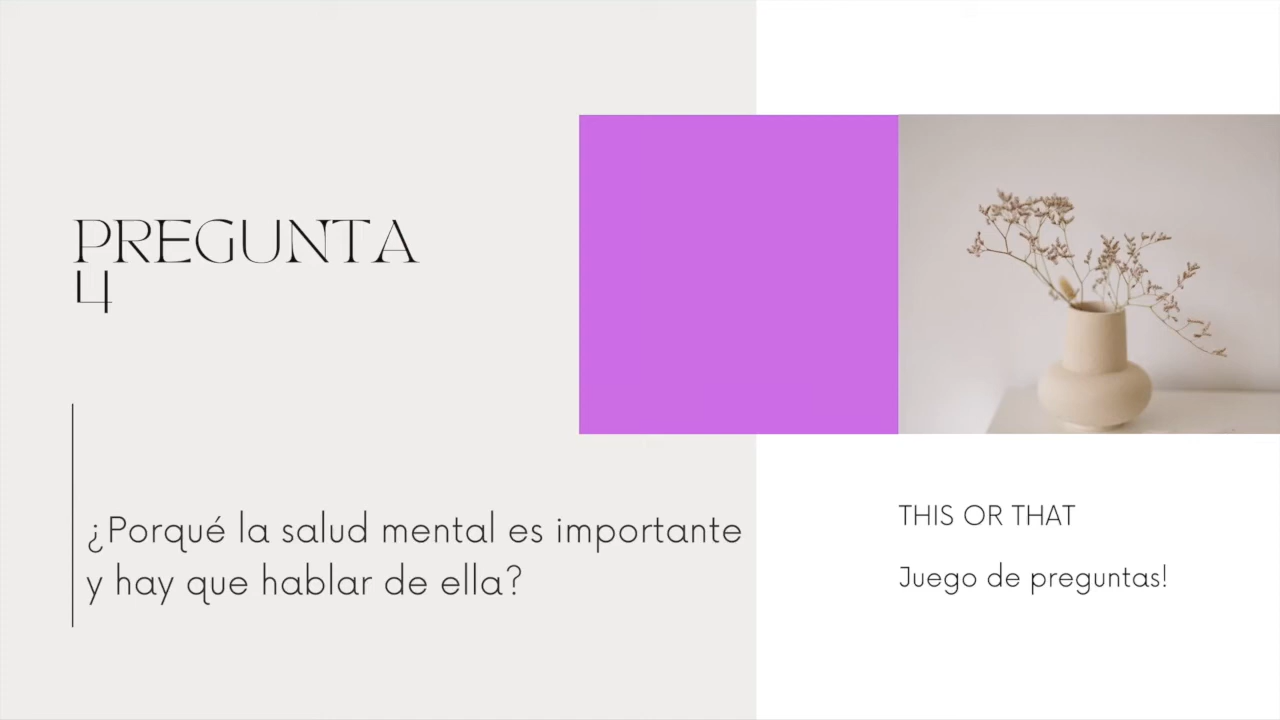 PREGUNTA
4
¿Porqué la salud mental es importante
y hay que hablar de ella?
THIS OR THAT
Juego de preguntas!